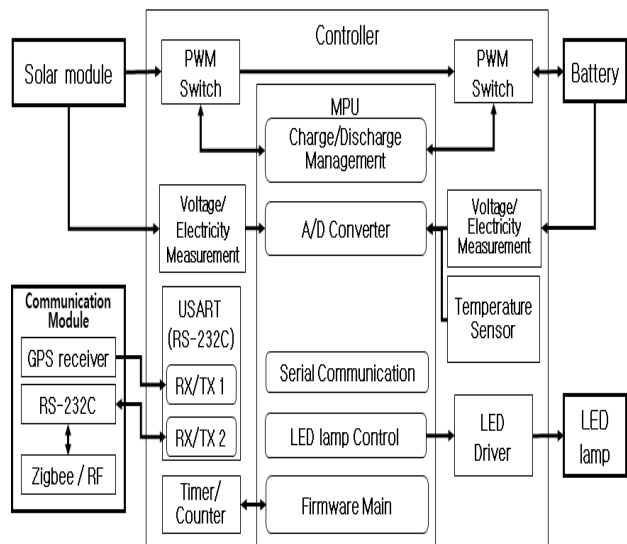 Controller
Solar module
PWM
Switch
PWM
Switch
Battery
MPU
Charge/Discharge
Management
Voltage/
Electricity
Measurement
A/D Converter
Voltage/
Electricity
Measurement
Communication
Module
GPS receiver
RS-232C
Zigbee / RF
USART
(RS-232C)
RX/TX 1
RX/TX 2
Temperature
Sensor
Serial Communication
LED lamp Control
LED
Driver
LED
lamp
Timer/
Counter
Firmware Main